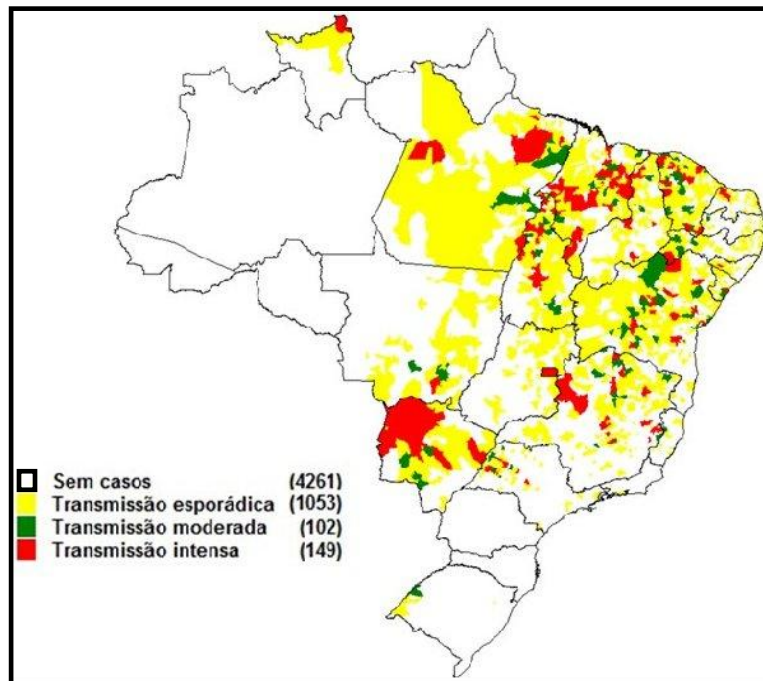 Sem casos (4261)
Transmissão esporádica (1053)
Transmissão moderada (102)
Transmissão intensa (149)